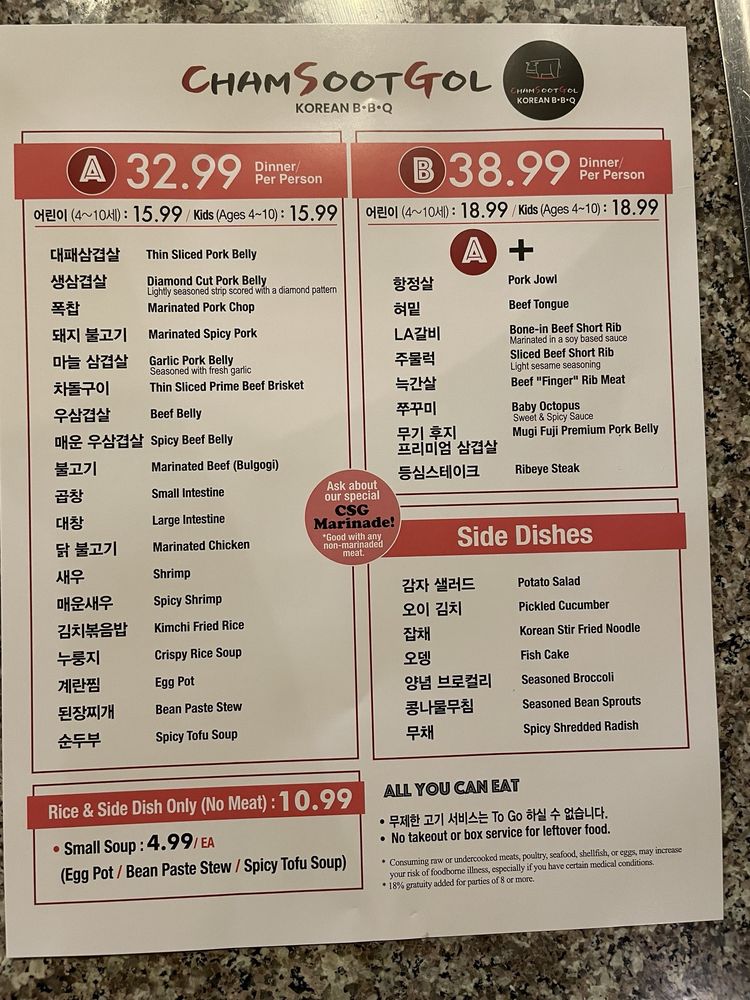 CHAMSOOTGOL
KOREAN B•B•Q
CHAMSOOTGOL
KOREAN B•B•Q
A 32.99 Dinner/
Per Person
어린이 (4～10세) : 15.99 / Kids (Ages 4~10) : 15.99
대패삼겹살 Thin Sliced Pork Belly
생삼겹살 Diamond Cut Pork Belly
Lightly seasoned strip scored with a diamond pattern
폭찹 Marinated Pork Chop
돼지 불고기 Marinated Spicy Pork
마늘 삼겹살 Garlic Pork Belly
Seasoned with fresh garlic
차돌구이 Thin Sliced Prime Beef Brisket
우삼겹살 Beef Belly
매운 우삼겹살 Spicy Beef Belly
불고기 Marinated Beef (Bulgogi)
곱창 Small Intestine
대창 Large Intestine
닭 불고기 Marinated Chicken
새우 Shrimp
매운새우 Spicy Shrimp
김치볶음밥 Kimchi Fried Rice
누룽지 Crispy Rice Soup
계란찜 Egg Pot
된장찌개 Bean Paste Stew
순두부 Spicy Tofu Soup
Rice & Side Dish Only (No Meat) : 10.99
• Small Soup : 4.99 / EA
(Egg Pot / Bean Paste Stew / Spicy Tofu Soup)
B 38.99 Dinner/
Per Person
어린이 (4～10세) : 18.99 / Kids (Ages 4~10) : 18.99
A +
항정살 Pork Jowl
혀밑 Beef Tongue
LA갈비 Bone-in Beef Short Rib
Marinated in a soy based sauce
주물럭 Sliced Beef Short Rib
Light sesame seasoning
늑간살 Beef "Finger" Rib Meat
쭈꾸미 Baby Octopus
Sweet & Spicy Sauce
무기 후지 Mugi Fuji Premium Pork Belly
프리미엄 삼겹살
등심스테이크 Ribeye Steak
Ask about
our special
CSG
Marinade!
*Good with any
non-marinaded
meat.
Side Dishes
감자 샐러드 Potato Salad
오이 김치 Pickled Cucumber
잡채 Korean Stir Fried Noodle
오뎅 Fish Cake
양념 브로컬리 Seasoned Broccoli
콩나물무침 Seasoned Bean Sprouts
무채 Spicy Shredded Radish
ALL YOU CAN EAT
• 무제한 고기 서비스는 To Go 하실 수 없습니다.
• No takeout or box service for leftover food.
* Consuming raw or undercooked meats, poultry, seafood, shellfish, or eggs, may increase
your risk of foodborne illness, especially if you have certain medical conditions.
* 18% gratuity added for parties of 8 or more.